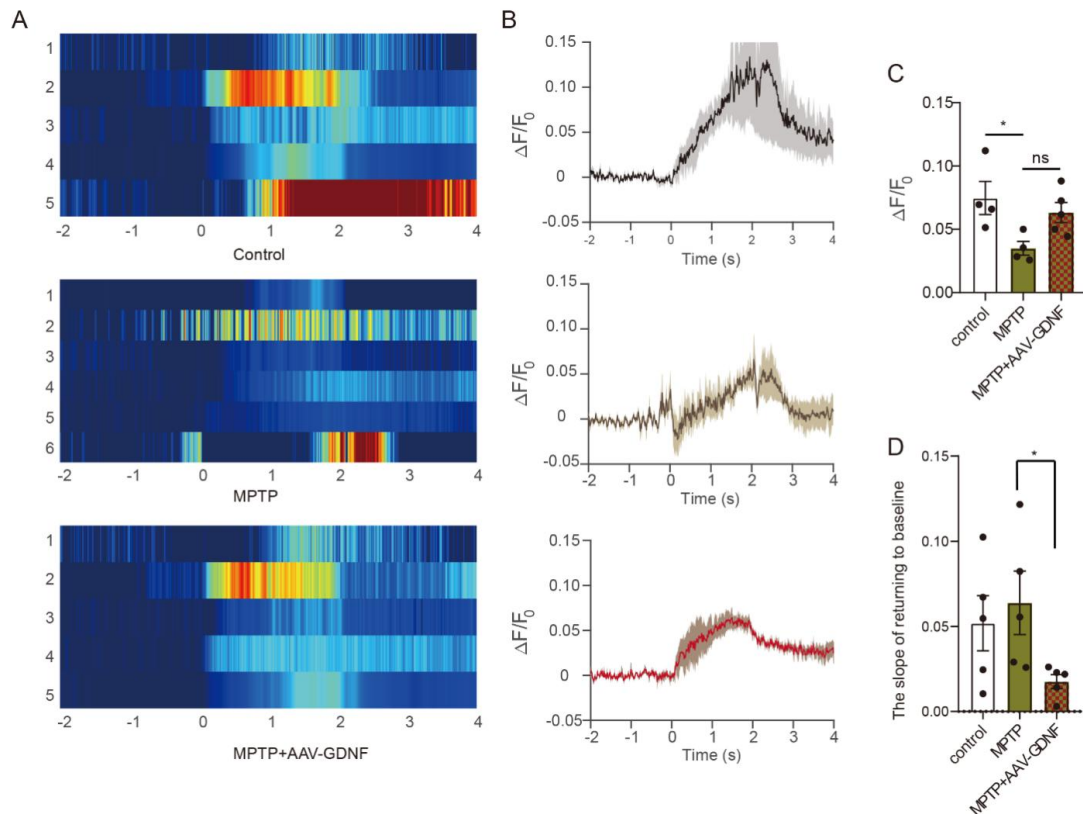 A
1
2
3
4
5
-2 -1 0 1 2 3 4
Control
1
2
3
4
5
6
-2 -1 0 1 2 3 4
MPTP
1
2
3
4
5
-2 -1 0 1 2 3 4
MPTP+AAV-GDNF
B
0.15
0.10
0.05
0
-0.05
ΔF/F0
-2 -1 0 1 2 3 4
Time (s)
0.15
0.10
0.05
0
-0.05
ΔF/F0
-2 -1 0 1 2 3 4
Time (s)
0.15
0.10
0.05
0
-0.05
ΔF/F0
-2 -1 0 1 2 3 4
Time (s)
C
0.15
0.10
0.05
0.00
ΔF/F0
*
ns
control
MPTP
MPTP+AAV-GDNF
D
0.15
0.10
0.05
0.00
The slope of returning to baseline
*
control
MPTP
MPTP+AAV-GDNF